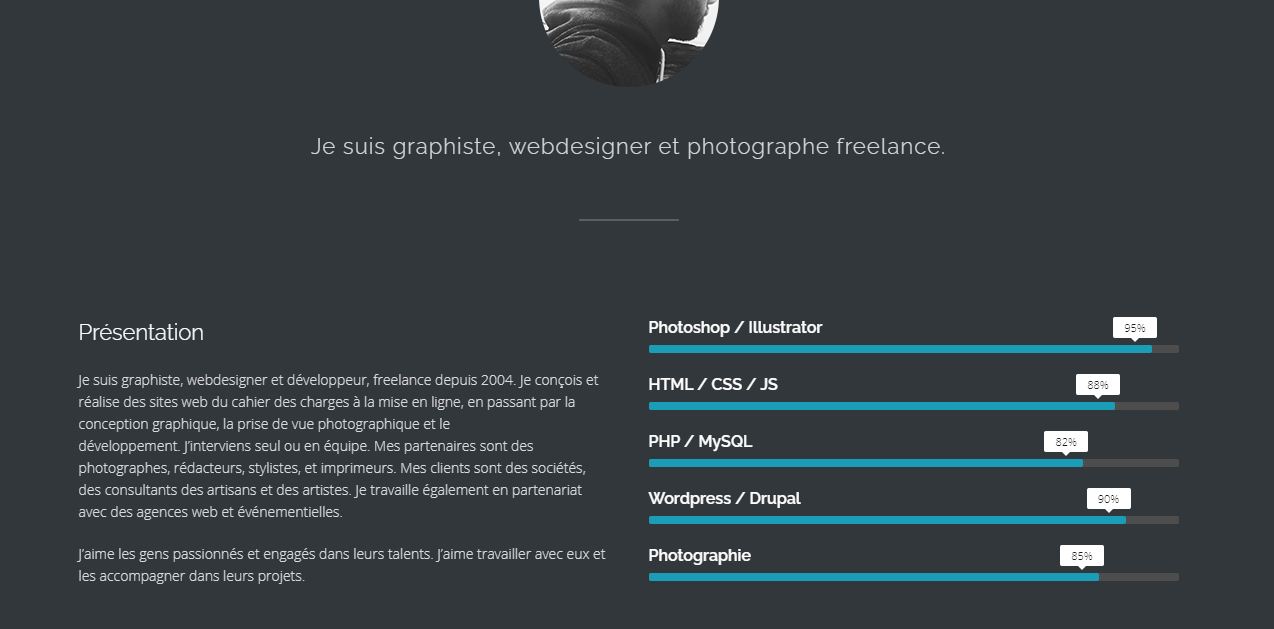 Je suis graphiste, webdesigner et photographe freelance.
Présentation
Je suis graphiste, webdesigner et développeur, freelance depuis 2004. Je conçois et
réalise des sites web du cahier des charges à la mise en ligne, en passant par la
conception graphique, la prise de vue photographique et le
développement. J’interviens seul ou en équipe. Mes partenaires sont des
photographes, rédacteurs, stylistes, et imprimeurs. Mes clients sont des sociétés,
des consultants des artisans et des artistes. Je travaille également en partenariat
avec des agences web et événementielles.
J’aime les gens passionnés et engagés dans leurs talents. J’aime travailler avec eux et
les accompagner dans leurs projets.
Photoshop / Illustrator 95%
HTML / CSS / JS 88%
PHP / MySQL 82%
Wordpress / Drupal 90%
Photographie 85%